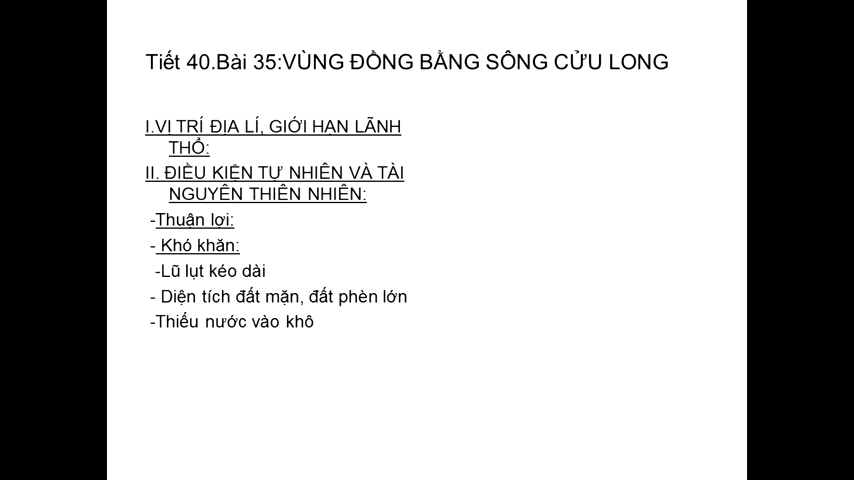 Tiết 40.Bài 35:VÙNG ĐỒNG BẰNG SÔNG CỬU LONG
I.VỊ TRÍ ĐỊA LÍ, GIỚI HẠN LÃNH
THỔ:
II. ĐIỀU KIỆN TỰ NHIÊN VÀ TÀI
NGUYÊN THIÊN NHIÊN:
-Thuận lợi:
- Khó khăn:
-Lũ lụt kéo dài
- Diện tích đất mặn, đất phèn lớn
-Thiếu nước vào khô